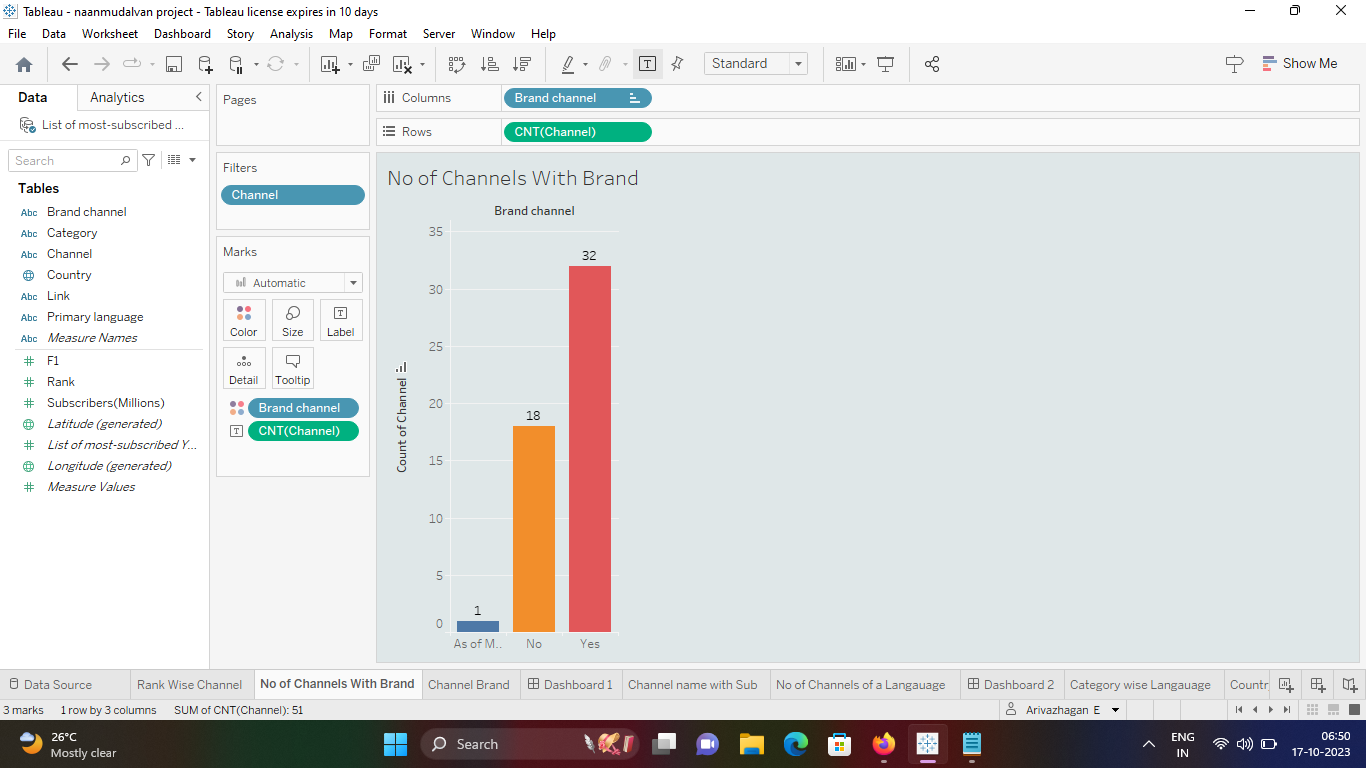 Tableau - naanmudalvan project - Tableau license expires in 10 days
File Data Worksheet Dashboard Story Analysis Map Format Server Window Help
Standard
Show Me
Data Analytics
List of most-subscribed ...
Search
Tables
Abc Brand channel
Abc Category
Abc Channel
Country
Abc Link
Abc Primary language
Abc Measure Names
# F1
# Rank
# Subscribers(Millions)
Latitude (generated)
# List of most-subscribed Y...
Longitude (generated)
# Measure Values
Pages
Filters
Channel
Marks
Automatic
Color Size Label
Detail Tooltip
Brand channel
CNT(Channel)
Columns Brand channel
Rows CNT(Channel)
No of Channels With Brand
Brand channel
35
30
25
20
15
10
5
0
Count of Channel
1
18
32
As of M.. No Yes
Data Source Rank Wise Channel No of Channels With Brand Channel Brand Dashboard 1 Channel name with Sub No of Channels of a Langauage Dashboard 2 Category wise Langauage Countr
3 marks 1 row by 3 columns SUM of CNT(Channel): 51
Arivazhagan E
26°C
Mostly clear
Search
ENG
IN
06:50
17-10-2023